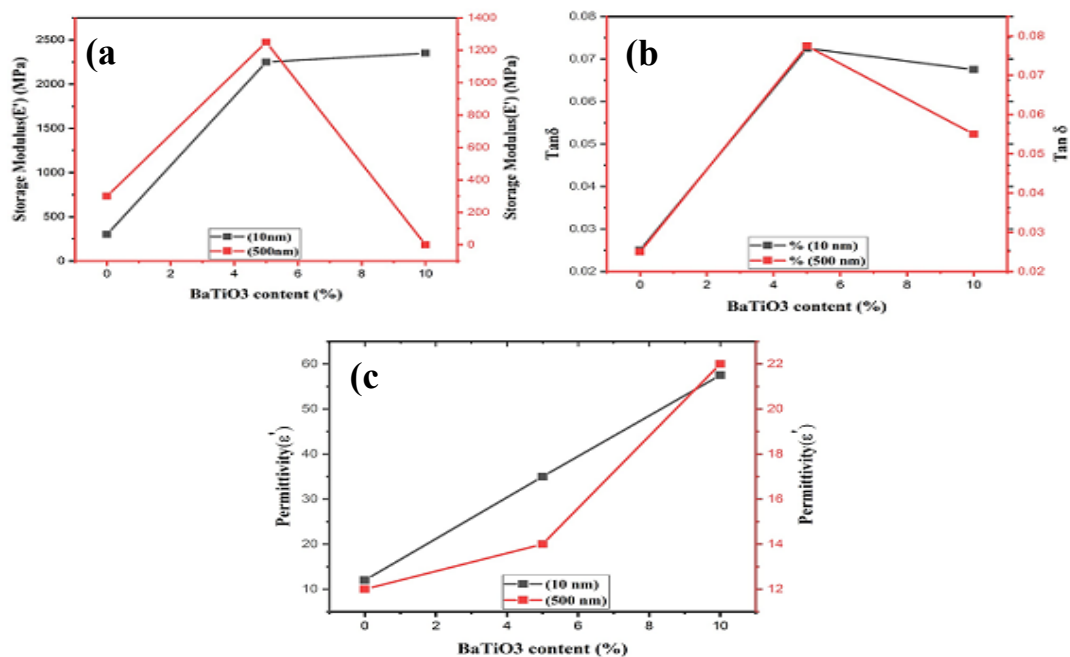 (a
Storage Modulus(E') (MPa)
2500
2000
1500
1000
500
0
1400
1200
1000
800
600
400
200
0
Storage Modulus(E') (MPa)
(10nm)
(500nm)
0 2 4 6 8 10
BaTiO3 content (%)
(b
Tanδ
0.08
0.07
0.06
0.05
0.04
0.03
0.02
0.08
0.07
0.06
0.05
0.04
0.03
0.02
Tan δ
% (10 nm)
% (500 nm)
0 2 4 6 8 10
BaTiO3 content (%)
(c
Permittivity(ε'
60
50
40
30
20
10
22
20
18
16
14
12
Permittivity(ε'
(10 nm)
(500 nm)
0 2 4 6 8 10
BaTiO3 content (%)